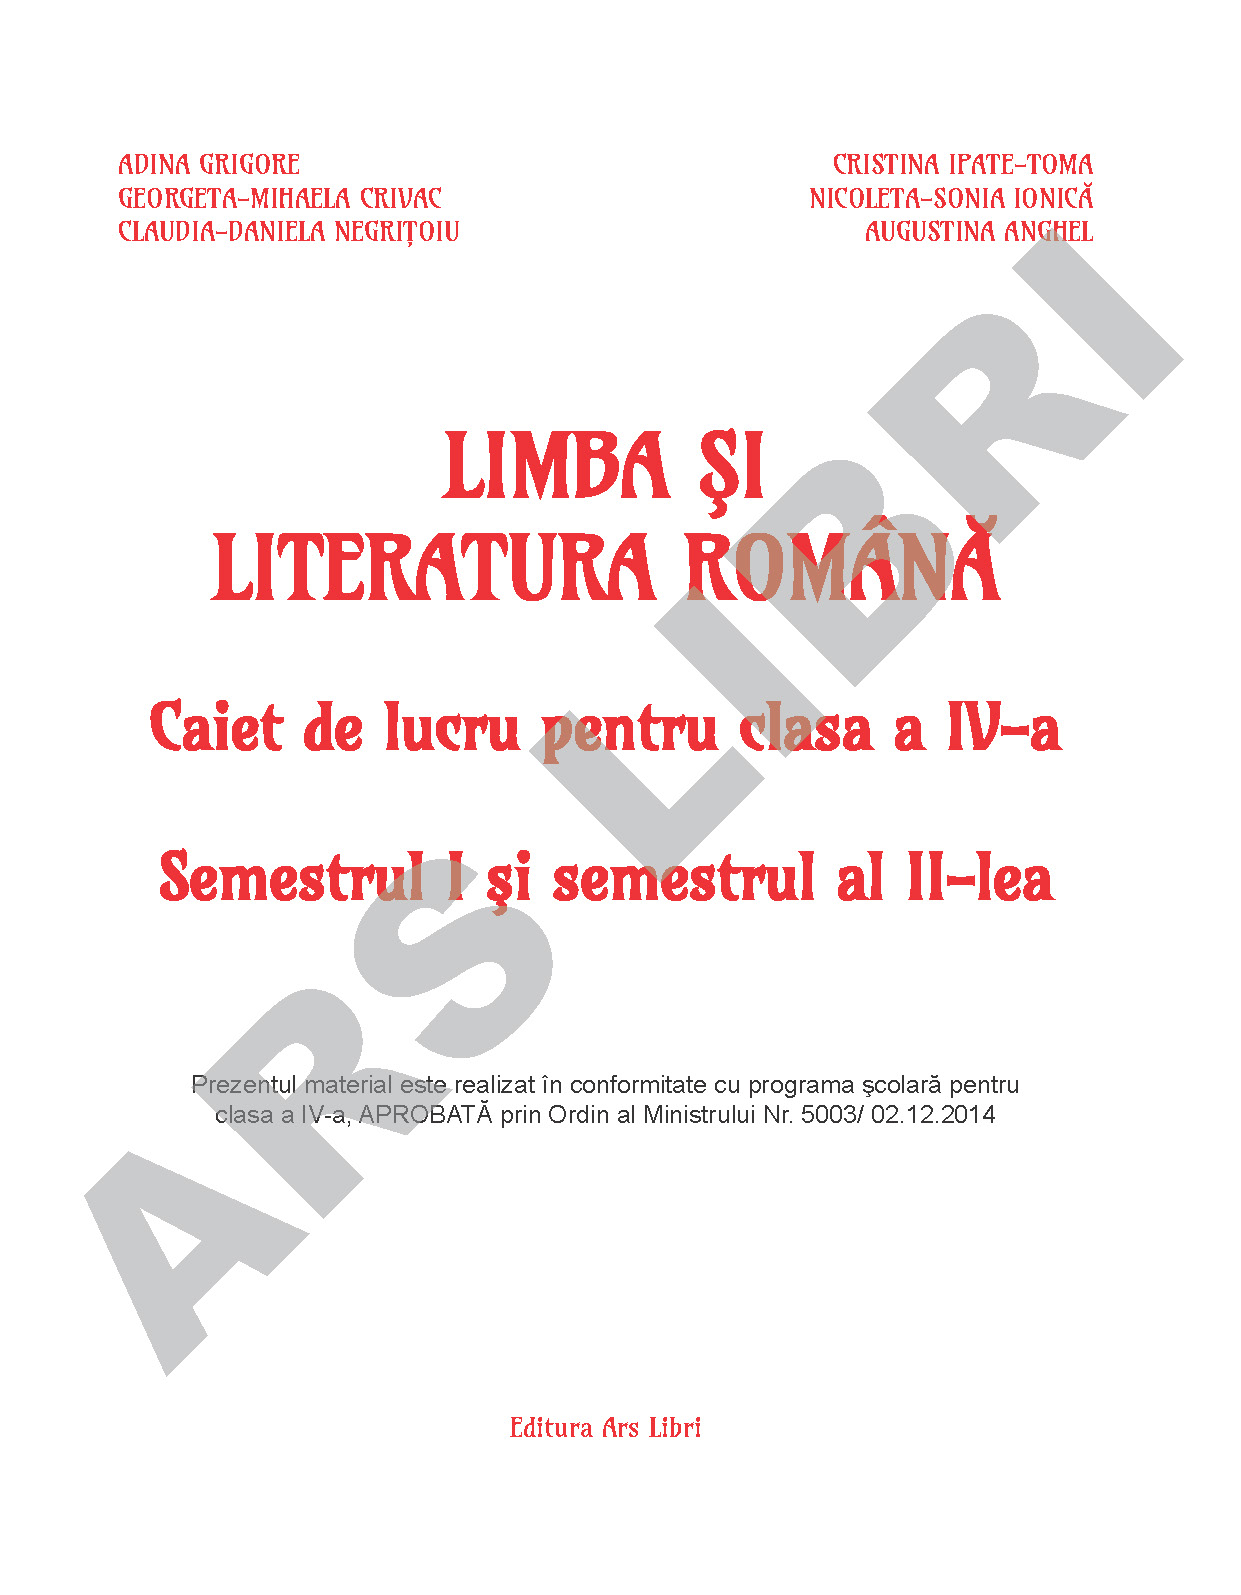 ADINA GRIGORE
GEORGETA-MIHAELA CRIVAC
CLAUDIA-DANIELA NEGRIŢOIU
CRISTINA IPATE-TOMA
NICOLETA-SONIA IONICĂ
AUGUSTINA ANGHEL
LIMBA ŞI
LITERATURA ROMÂNĂ
Caiet de lucru pentru clasa a IV-a
Semestrul I şi semestrul al II-lea
Prezentul material este realizat în conformitate cu programa şcolară pentru
clasa a IV-a, APROBATĂ prin Ordin al Ministrului Nr. 5003/ 02.12.2014
Editura Ars Libri
ARS LIBRI